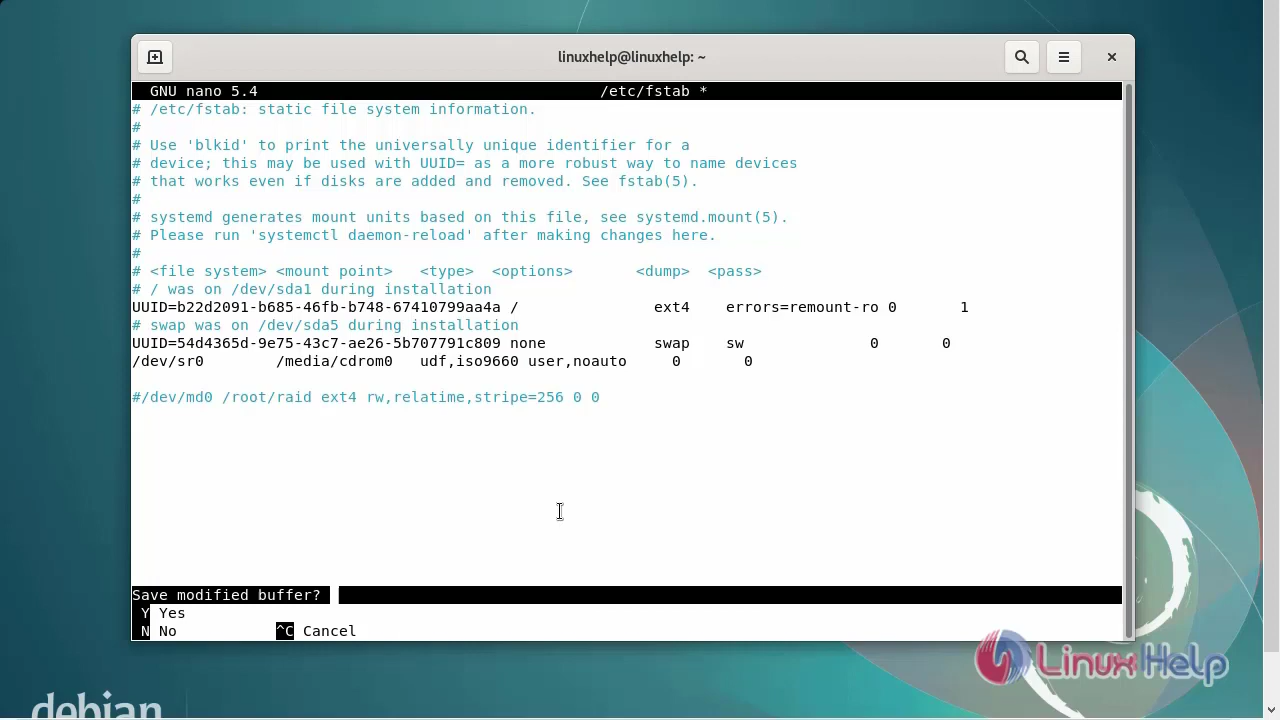 linuxhelp@linuxhelp: ~
GNU nano 5.4 /etc/fstab *
# /etc/fstab: static file system information.
#
# Use 'blkid' to print the universally unique identifier for a
# device; this may be used with UUID= as a more robust way to name devices
# that works even if disks are added and removed. See fstab(5).
#
# systemd generates mount units based on this file, see systemd.mount(5).
# Please run 'systemctl daemon-reload' after making changes here.
#
# <file system> <mount point>   <type>  <options>       <dump>  <pass>
# / was on /dev/sda1 during installation
UUID=b22d2091-b685-46fb-b748-67410799aa4a /               ext4    errors=remount-ro 0       1
# swap was on /dev/sda5 during installation
UUID=54d4365d-9e75-43c7-ae26-5b707791c809 none            swap    sw              0       0
/dev/sr0        /media/cdrom0   udf,iso9660 user,noauto     0       0
#/dev/md0 /root/raid ext4 rw,relatime,stripe=256 0 0
Save modified buffer?
Y Yes
N No ^C Cancel
Linux Help
debian